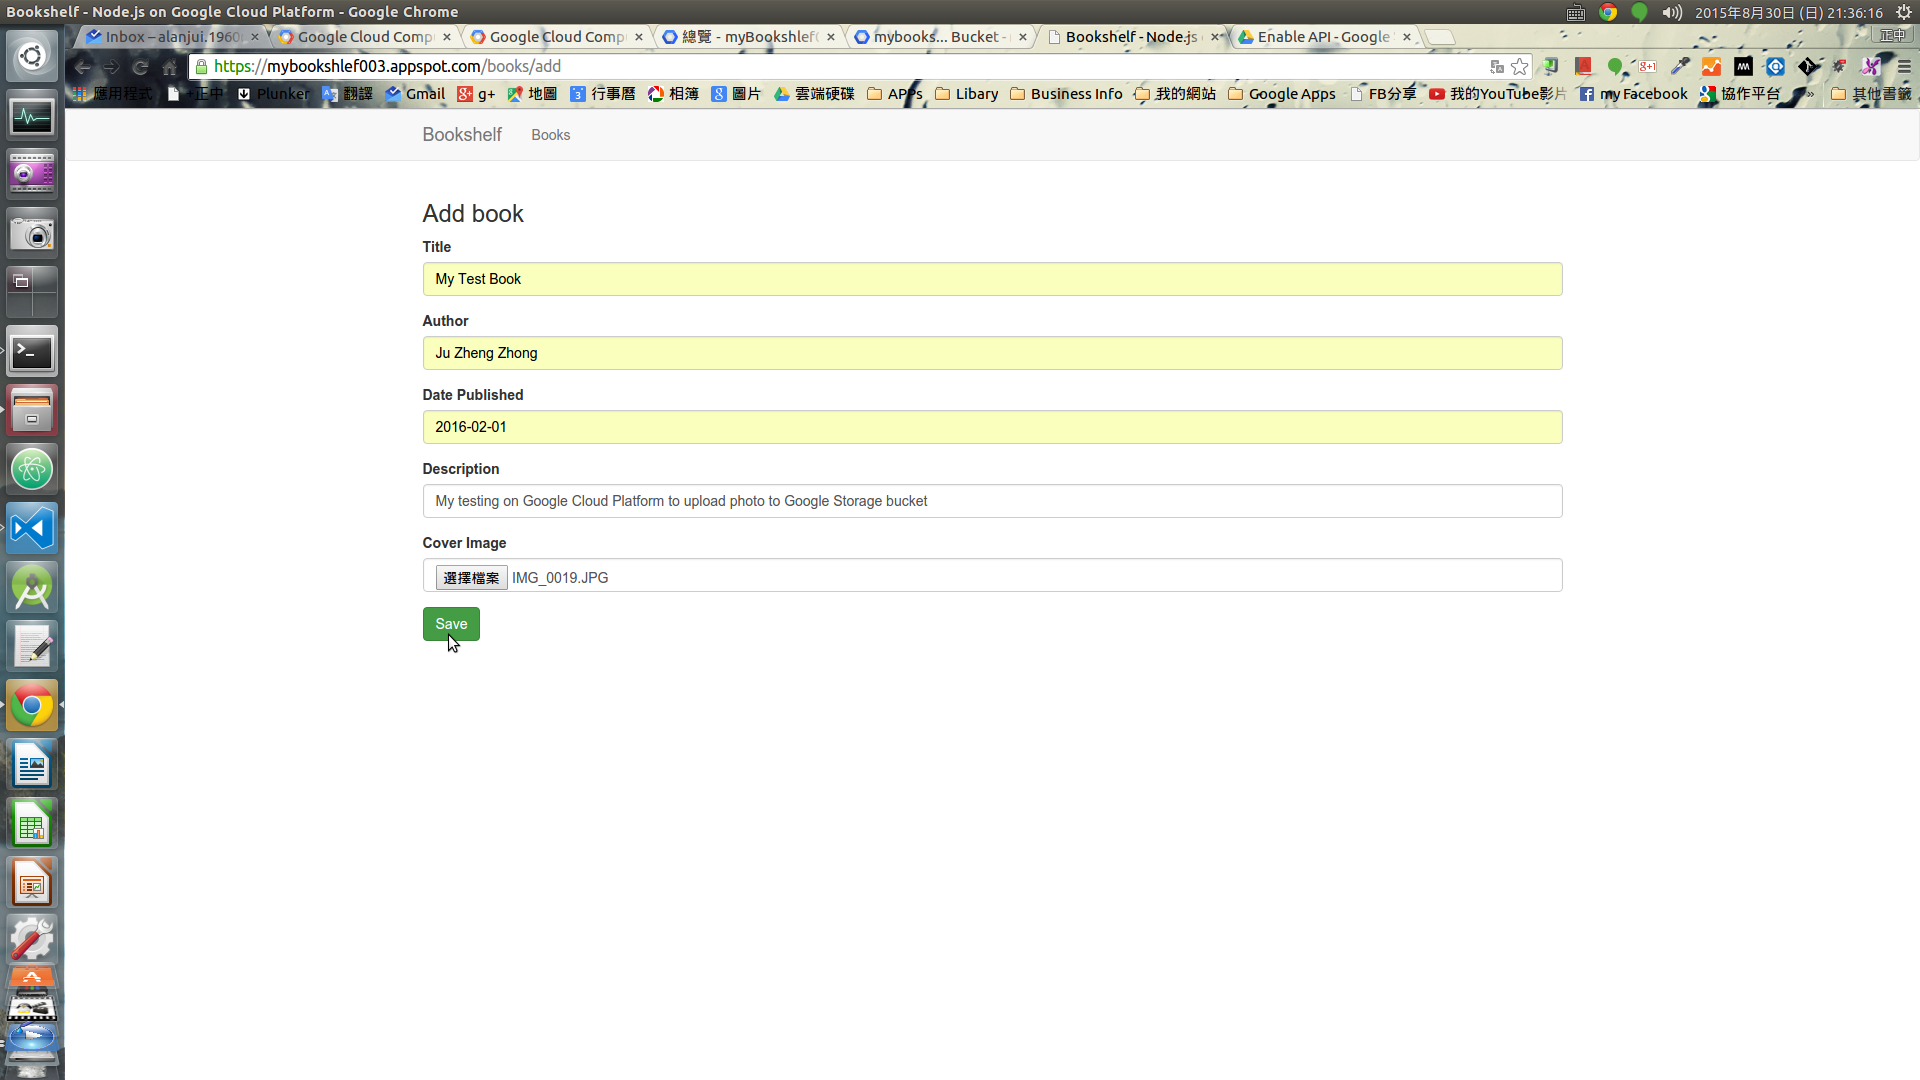 Bookshelf - Node.js on Google Cloud Platform - Google Chrome
2015年8月30日 (日) 21:36:16
Inbox – alanjui.1960
Google Cloud Comp
Google Cloud Comp
總覽 - myBookshlef
mybooks... Bucket -
Bookshelf - Node.js
Enable API - Google
正中
https://mybookshlef003.appspot.com/books/add
應用程式
+正中
Plunker
翻譯
Gmail
g+
地圖
行事曆
相簿
圖片
雲端硬碟
APPs
Libary
Business Info
我的網站
Google Apps
FB分享
我的YouTube影片
my Facebook
協作平台
»
其他書籤
Bookshelf
Books
Add book
Title
My Test Book
Author
Ju Zheng Zhong
Date Published
2016-02-01
Description
My testing on Google Cloud Platform to upload photo to Google Storage bucket
Cover Image
選擇檔案 IMG_0019.JPG
Save